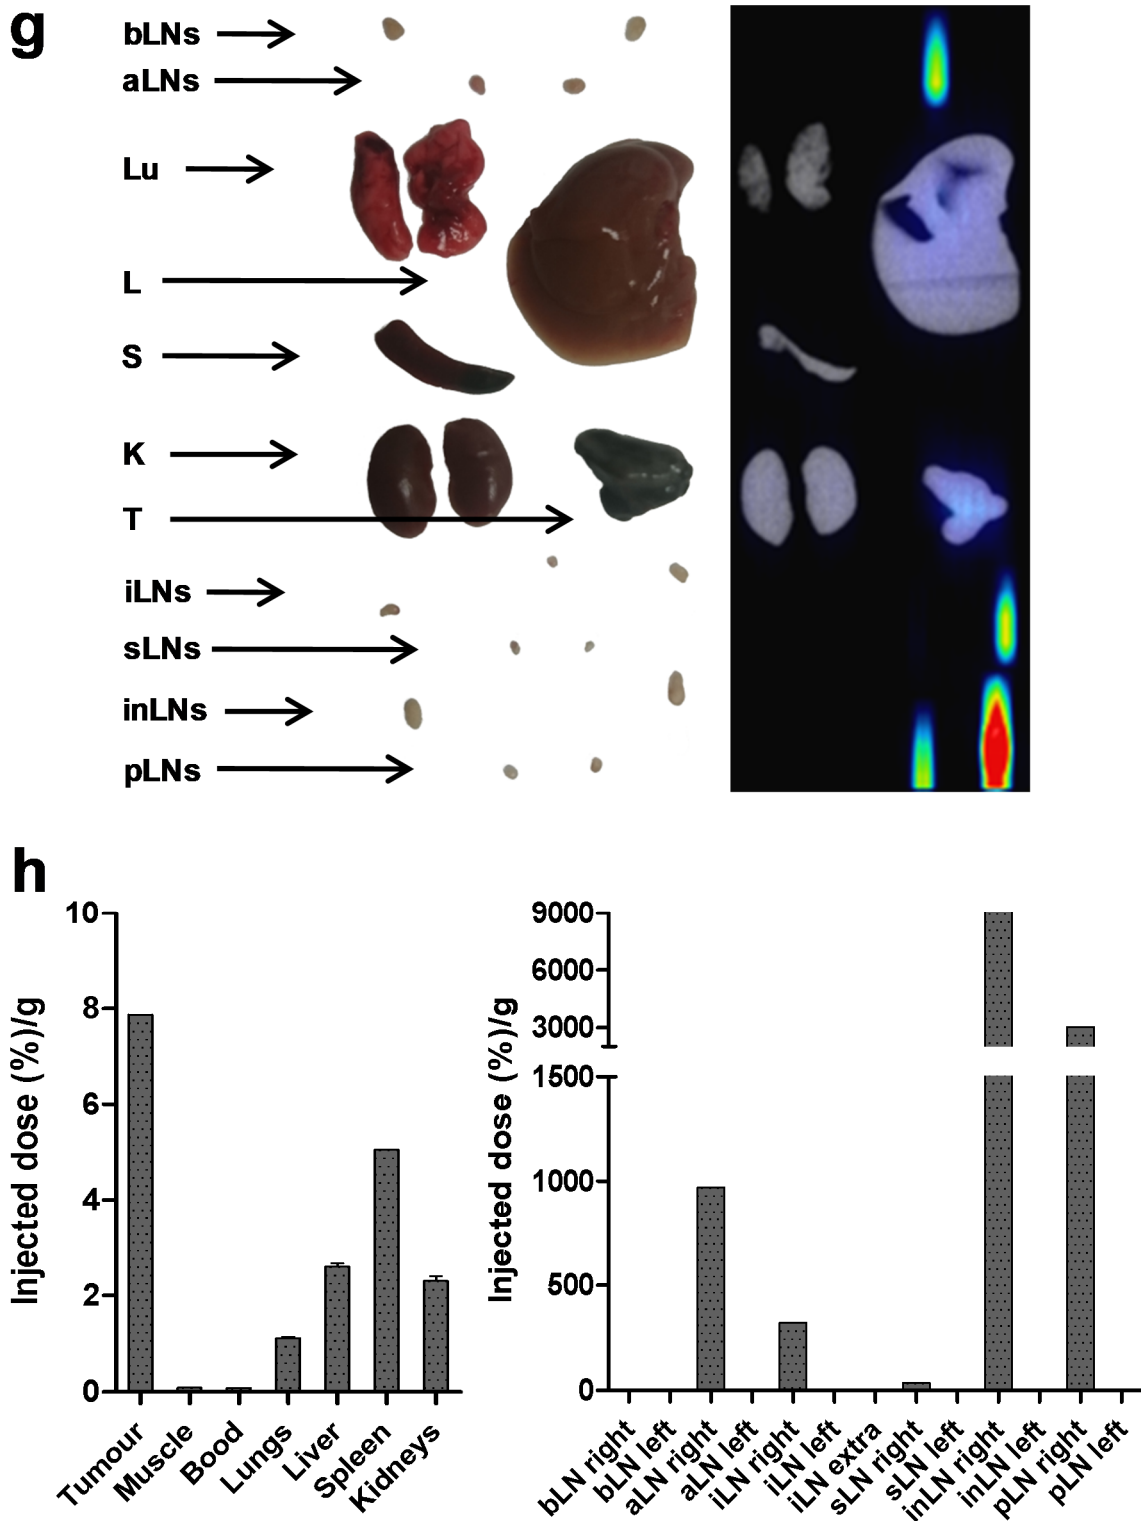 g
bLNs
aLNs
Lu
L
S
K
T
iLNs
sLNs
inLNs
pLNs
h
10
8
6
4
2
0
Injected dose (%)/g
Tumour
Muscle
Bood
Lungs
Liver
Spleen
Kidneys
9000
6000
3000
1500
1000
500
0
Injected dose (%)/g
bLN right
bLN left
aLN right
aLN left
iLN right
iLN left
iLN extra
sLN right
sLN left
inLN right
inLN left
pLN right
pLN left